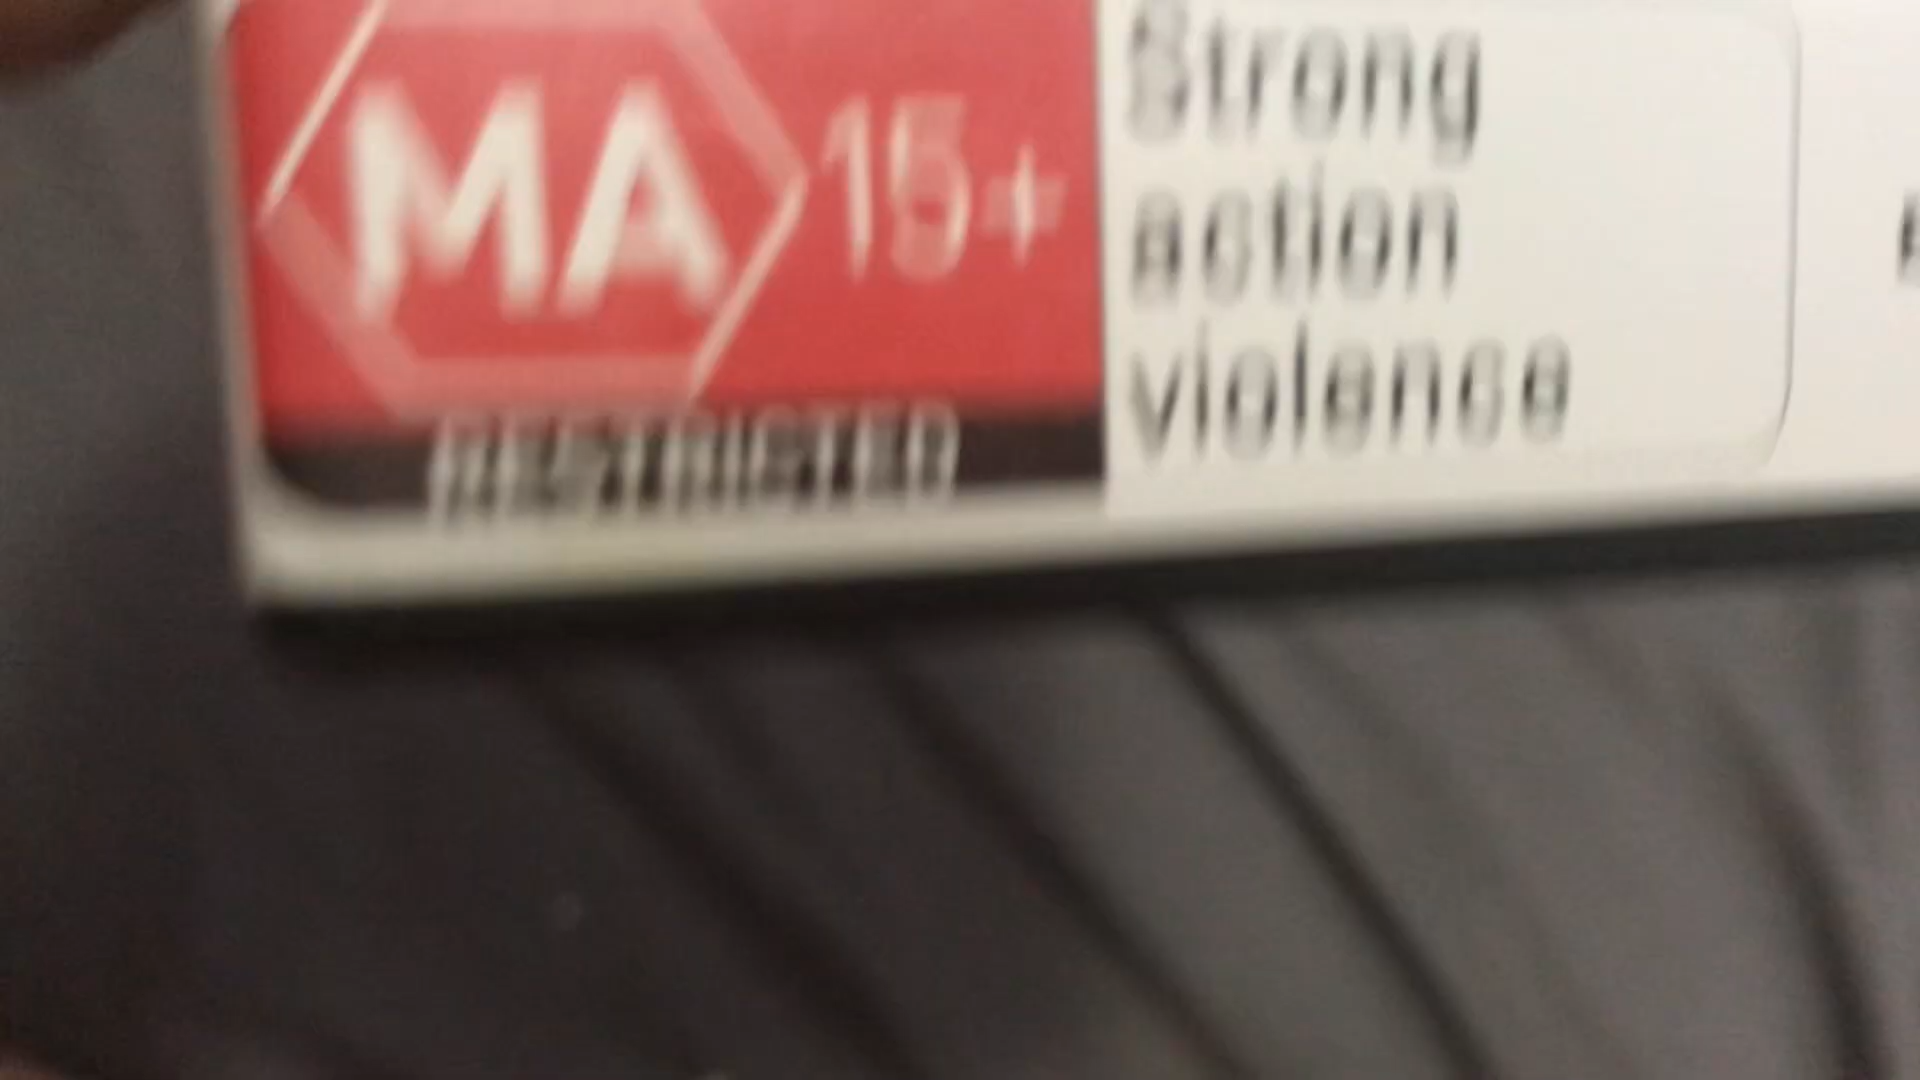 MA 15+
RESTRICTED
Strong
action
violence